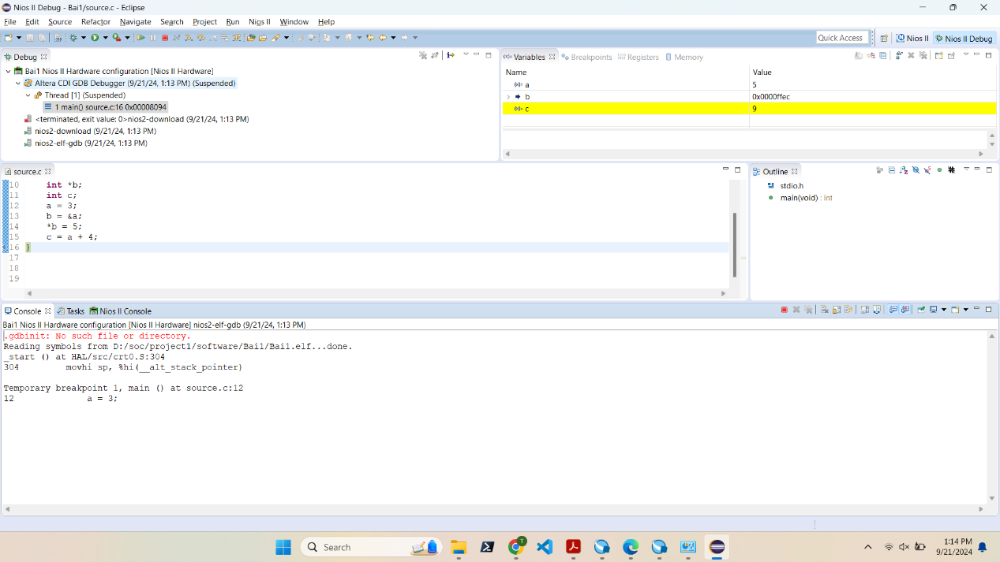 Nios II Debug - Bai1/source.c - Eclipse
File Edit Source Refactor Navigate Search Project Run Nios II Window Help
Quick Access Nios II Nios II Debug
Debug
Bai1 Nios II Hardware configuration [Nios II Hardware]
Altera CDI GDB Debugger (9/21/24, 1:13 PM) (Suspended)
Thread [1] (Suspended)
1 main() source.c:16 0x00008094
<terminated, exit value: 0>nios2-download (9/21/24, 1:13 PM)
nios2-download (9/21/24, 1:13 PM)
nios2-elf-gdb (9/21/24, 1:13 PM)
Variables Breakpoints Registers Memory
Name Value
a 5
b 0x0000ffec
c 9
source.c
10 int *b;
11 int c;
12 a = 3;
13 b = &a;
14 *b = 5;
15 c = a + 4;
16 }
17
18
19
Outline
stdio.h
main(void) : int
Console Tasks Nios II Console
Bai1 Nios II Hardware configuration [Nios II Hardware] nios2-elf-gdb (9/21/24, 1:13 PM)
.gdbinit: No such file or directory.
Reading symbols from D:/soc/project1/software/Bai1/Bai1.elf...done.
_start () at HAL/src/crt0.S:304
304 movhi sp, %hi(__alt_stack_pointer)
Temporary breakpoint 1, main () at source.c:12
12 a = 3;
Search
1:14 PM
9/21/2024